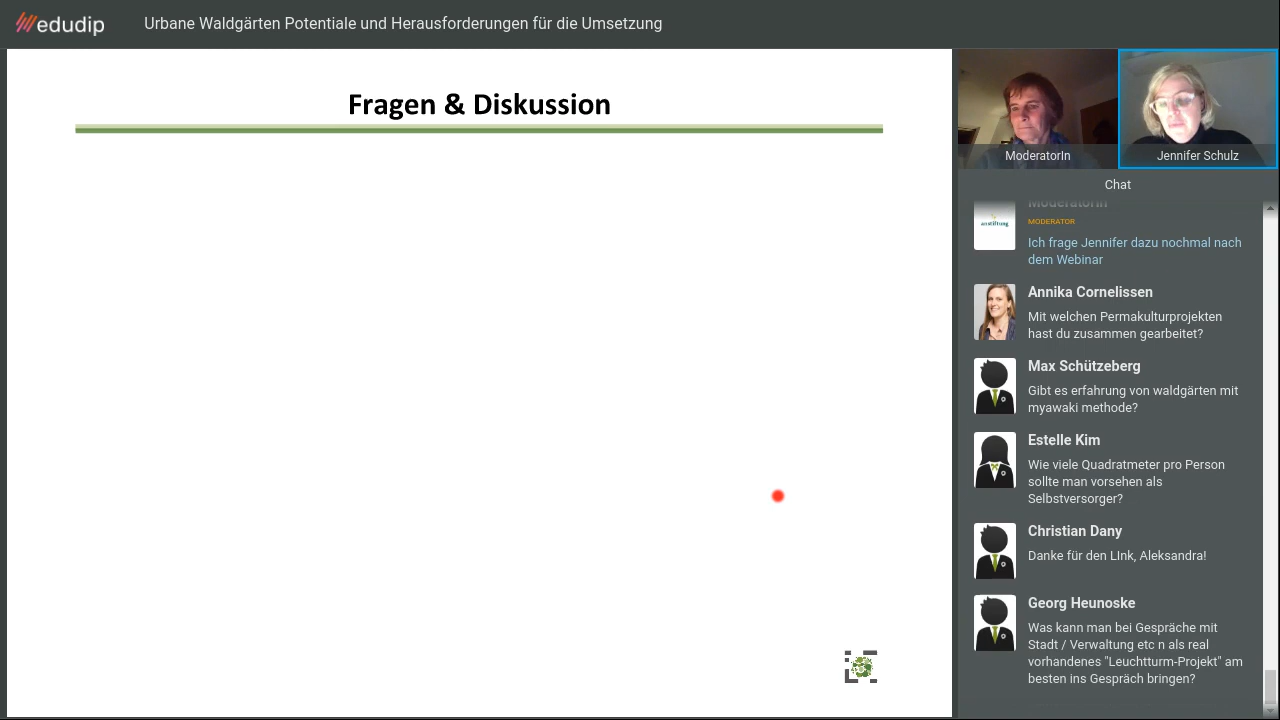 edudip
Urbane Waldgärten Potentiale und Herausforderungen für die Umsetzung
Fragen & Diskussion
ModeratorIn
Jennifer Schulz
Chat
ModeratorIn
MODERATOR
anstiftung
Ich frage Jennifer dazu nochmal nach
dem Webinar
Annika Cornelissen
Mit welchen Permakulturprojekten
hast du zusammen gearbeitet?
Max Schützeberg
Gibt es erfahrung von waldgärten mit
myawaki methode?
Estelle Kim
Wie viele Quadratmeter pro Person
sollte man vorsehen als
Selbstversorger?
Christian Dany
Danke für den LInk, Aleksandra!
Georg Heunoske
Was kann man bei Gespräche mit
Stadt / Verwaltung etc n als real
vorhandenes "Leuchtturm-Projekt" am
besten ins Gespräch bringen?